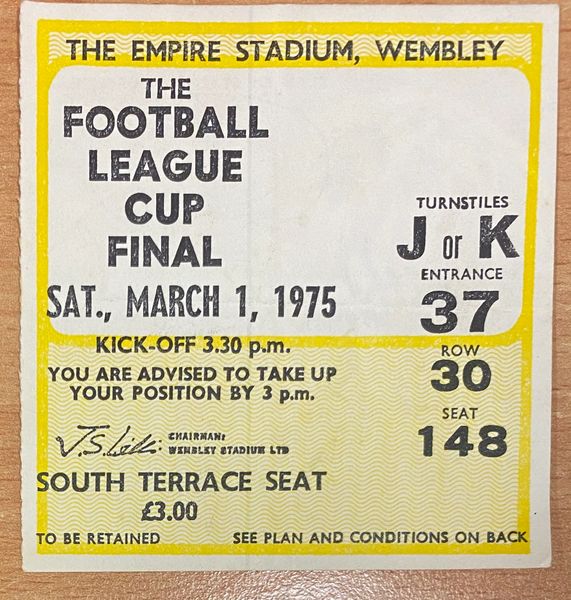 THE EMPIRE STADIUM, WEMBLEY
THE
FOOTBALL
LEAGUE
CUP
FINAL
SAT., MARCH 1, 1975
KICK-OFF 3.30 p.m.
YOU ARE ADVISED TO TAKE UP
YOUR POSITION BY 3 p.m.
CHAIRMAN:
WEMBLEY STADIUM LTD
SOUTH TERRACE SEAT
£3.00
TURNSTILES
J or K
ENTRANCE
37
ROW
30
SEAT
148
TO BE RETAINED
SEE PLAN AND CONDITIONS ON BACK